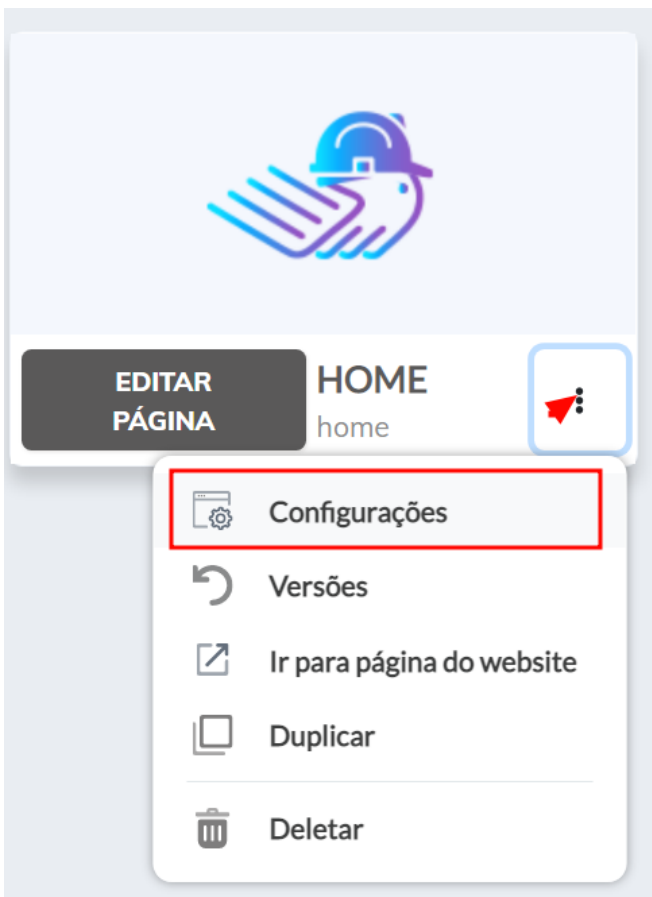 EDITAR
PÁGINA
HOME
home
Configurações
Versões
Ir para página do website
Duplicar
Deletar